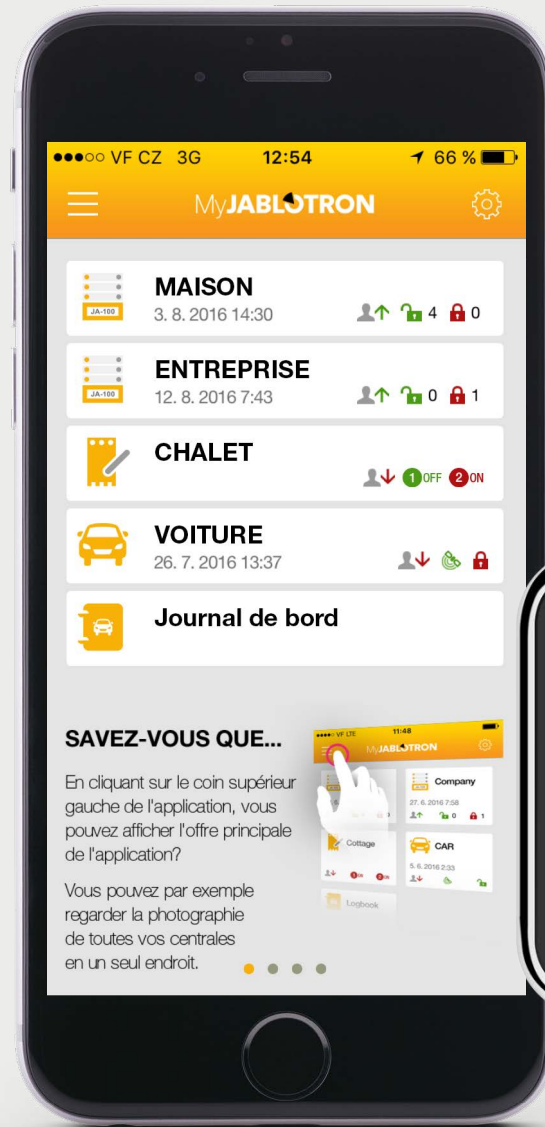 VF CZ 3G 12:54 66 %
MyJABLOTRON
MAISON
JA-100
3. 8. 2016 14:30 4 0
ENTREPRISE
JA-100
12. 8. 2016 7:43 0 1
CHALET
1 OFF 2 ON
VOITURE
26. 7. 2016 13:37
Journal de bord
SAVEZ-VOUS QUE...
En cliquant sur le coin supérieur
gauche de l'application, vous
pouvez afficher l'offre principale
de l'application?
Vous pouvez par exemple
regarder la photographie
de toutes vos centrales
en un seul endroit.
VF LTE 11:48
MyJABLOTRON
Company
27. 6. 2016 7:58
0 1
Cottage
CAR
5. 6. 2016 2:33
Logbook